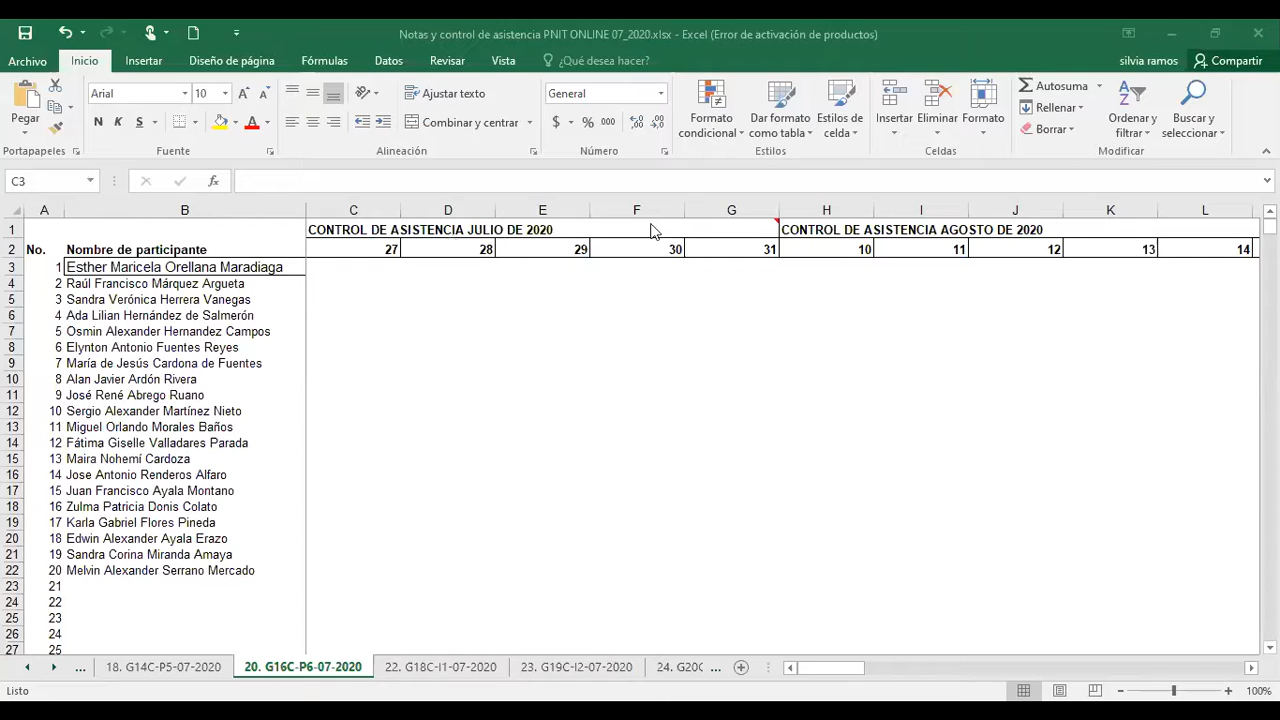 Notas y control de asistencia PNIT ONLINE 07_2020.xlsx - Excel (Error de activación de productos)
Archivo Inicio Insertar Diseño de página Fórmulas Datos Revisar Vista ¿Qué desea hacer? silvia ramos Compartir
Pegar
Arial 10
N K S
Ajustar texto
Combinar y centrar
General
$ % 000
Formato condicional
Dar formato como tabla
Estilos de celda
Insertar Eliminar Formato
Autosuma
Rellenar
Borrar
Ordenar y filtrar
Buscar y seleccionar
Portapapeles Fuente Alineación Número Estilos Celdas Modificar
C3 fx
A B C D E F G H I J K L
1 CONTROL DE ASISTENCIA JULIO DE 2020 CONTROL DE ASISTENCIA AGOSTO DE 2020
2 No. Nombre de participante 27 28 29 30 31 10 11 12 13 14
3 1 Esther Maricela Orellana Maradiaga
4 2 Raúl Francisco Márquez Argueta
5 3 Sandra Verónica Herrera Vanegas
6 4 Ada Lilian Hernández de Salmerón
7 5 Osmin Alexander Hernandez Campos
8 6 Elynton Antonio Fuentes Reyes
9 7 María de Jesús Cardona de Fuentes
10 8 Alan Javier Ardón Rivera
11 9 José René Abrego Ruano
12 10 Sergio Alexander Martínez Nieto
13 11 Miguel Orlando Morales Baños
14 12 Fátima Giselle Valladares Parada
15 13 Maira Nohemí Cardoza
16 14 Jose Antonio Renderos Alfaro
17 15 Juan Francisco Ayala Montano
18 16 Zulma Patricia Donis Colato
19 17 Karla Gabriel Flores Pineda
20 18 Edwin Alexander Ayala Erazo
21 19 Sandra Corina Miranda Amaya
22 20 Melvin Alexander Serrano Mercado
23 21
24 22
25 23
26 24
27 25
... 18. G14C-P5-07-2020 20. G16C-P6-07-2020 22. G18C-I1-07-2020 23. G19C-I2-07-2020 24. G20C ...
Listo 100%